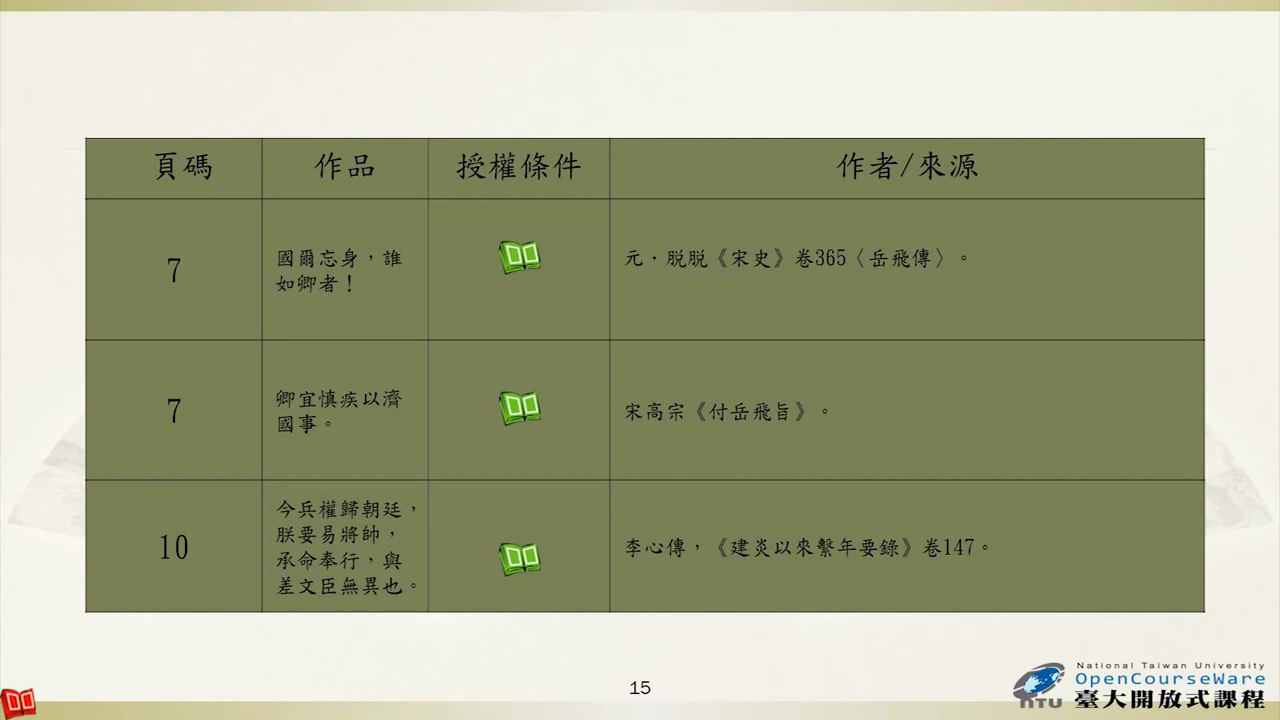 頁碼
作品
授權條件
作者/來源
7
國爾忘身，誰
如卿者！
元．脫脫《宋史》卷365〈岳飛傳〉。
7
卿宜慎疾以濟
國事。
宋高宗《付岳飛旨》。
10
今兵權歸朝廷，
朕要易將帥，
承命奉行，與
差文臣無異也。
李心傳，《建炎以來繫年要錄》卷147。
15
National Taiwan University
OpenCourseWare
臺大開放式課程
NTU